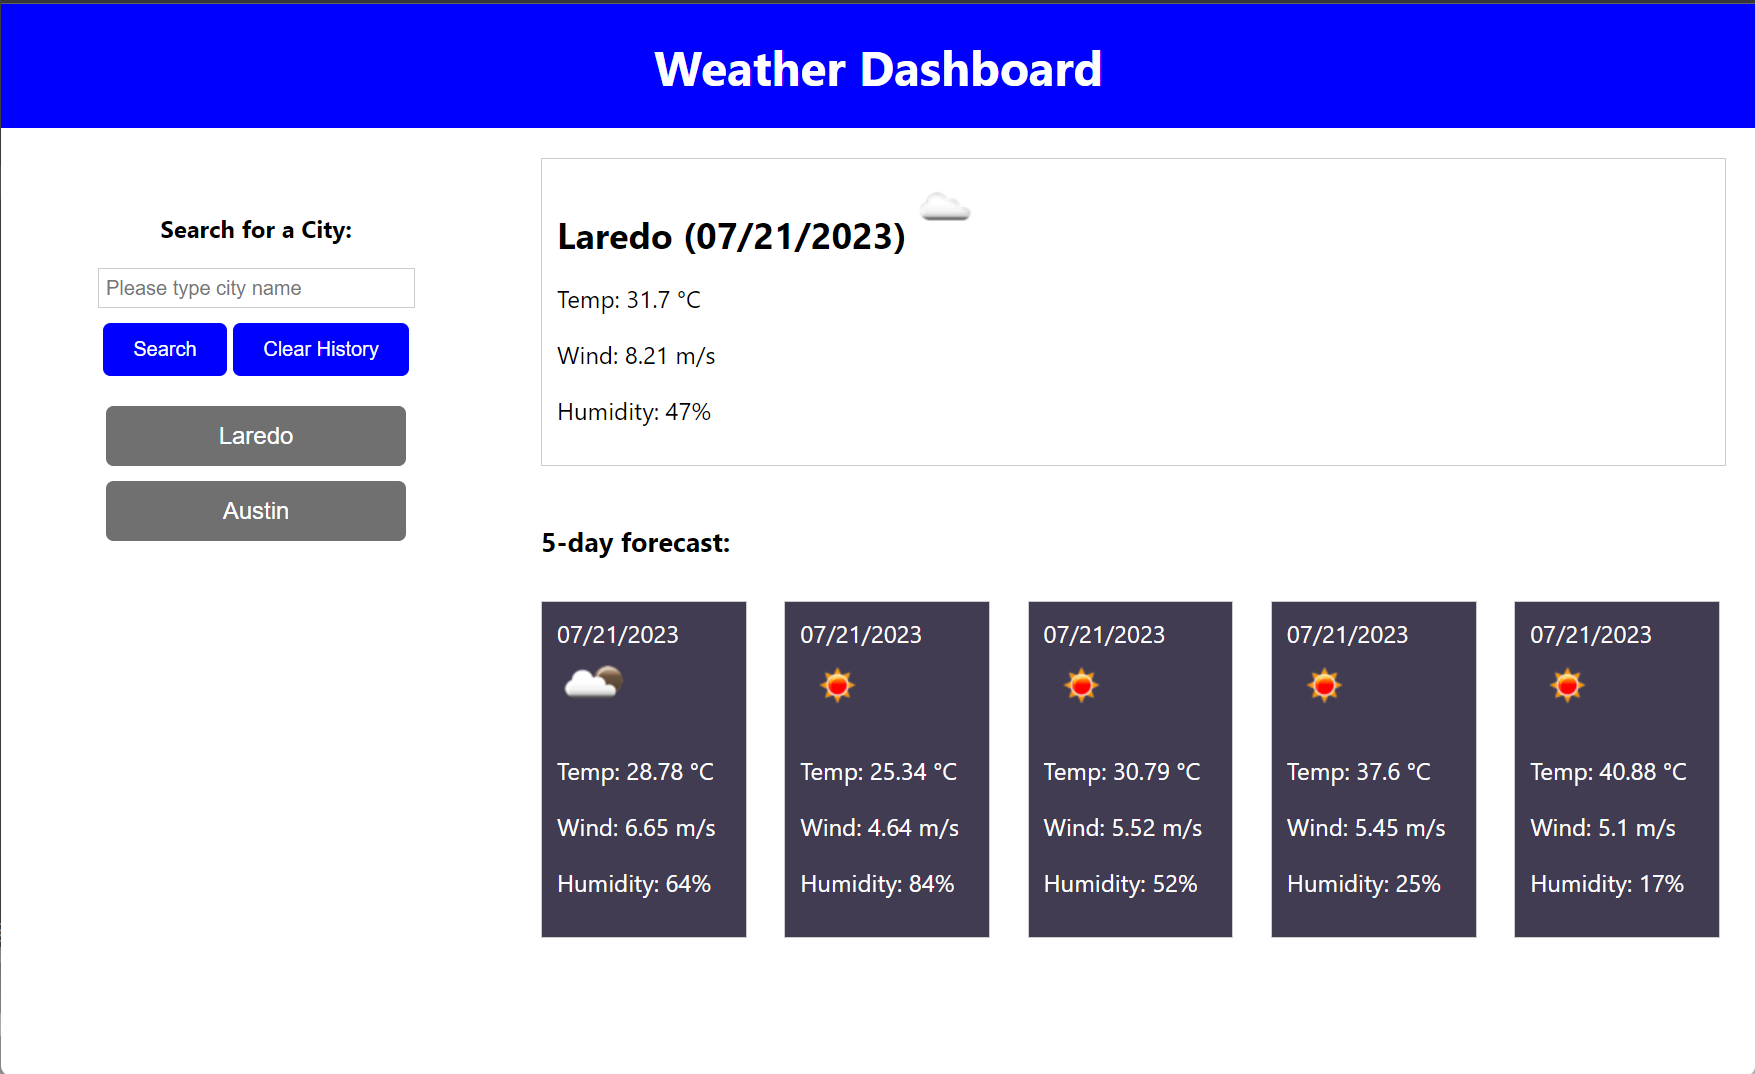 Weather Dashboard
Search for a City:
Please type city name
Search Clear History
Laredo
Austin
Laredo (07/21/2023)
Temp: 31.7 °C
Wind: 8.21 m/s
Humidity: 47%
5-day forecast:
07/21/2023
Temp: 28.78 °C
Wind: 6.65 m/s
Humidity: 64%
07/21/2023
Temp: 25.34 °C
Wind: 4.64 m/s
Humidity: 84%
07/21/2023
Temp: 30.79 °C
Wind: 5.52 m/s
Humidity: 52%
07/21/2023
Temp: 37.6 °C
Wind: 5.45 m/s
Humidity: 25%
07/21/2023
Temp: 40.88 °C
Wind: 5.1 m/s
Humidity: 17%